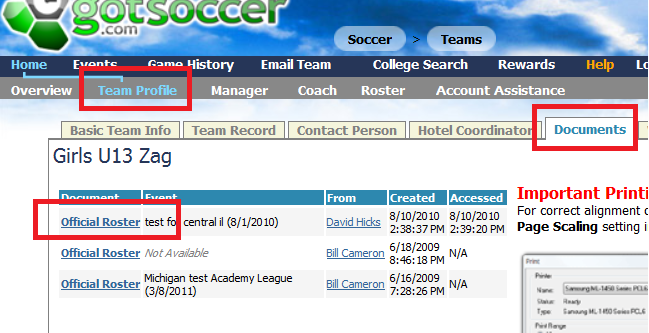 gotsoccer
.com
Soccer > Teams
Home Events Game History Email Team College Search Rewards Help
Overview Team Profile Manager Coach Roster Account Assistance
Basic Team Info Team Record Contact Person Hotel Coordinator Documents
Girls U13 Zag
Document Event From Created Accessed
Official Roster test for central il (8/1/2010) David Hicks 8/10/2010 8/10/2010
2:38:37 PM 2:39:20 PM
Official Roster Not Available Bill Cameron 6/18/2009 N/A
8:46:18 PM
Official Roster Michigan test Academy League Bill Cameron 6/16/2009 N/A
(3/8/2011) 7:28:26 PM
Important Printi
For correct alignment
Page Scaling setting i
Print
Printer
Name: Samsung ML-1450 Series PCL6
Status: Ready
Type: Samsung ML-1450 Series PCL6
Print Range